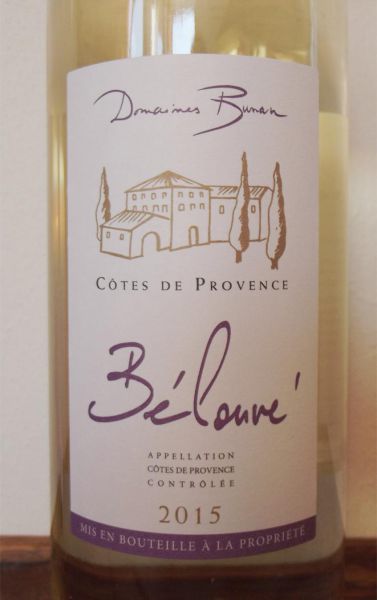 Domaines Bunan
CÔTES DE PROVENCE
Bélouvé
APPELLATION
CÔTES DE PROVENCE
CONTRÔLÉE
2015
MIS EN BOUTEILLE À LA PROPRIÉTÉ